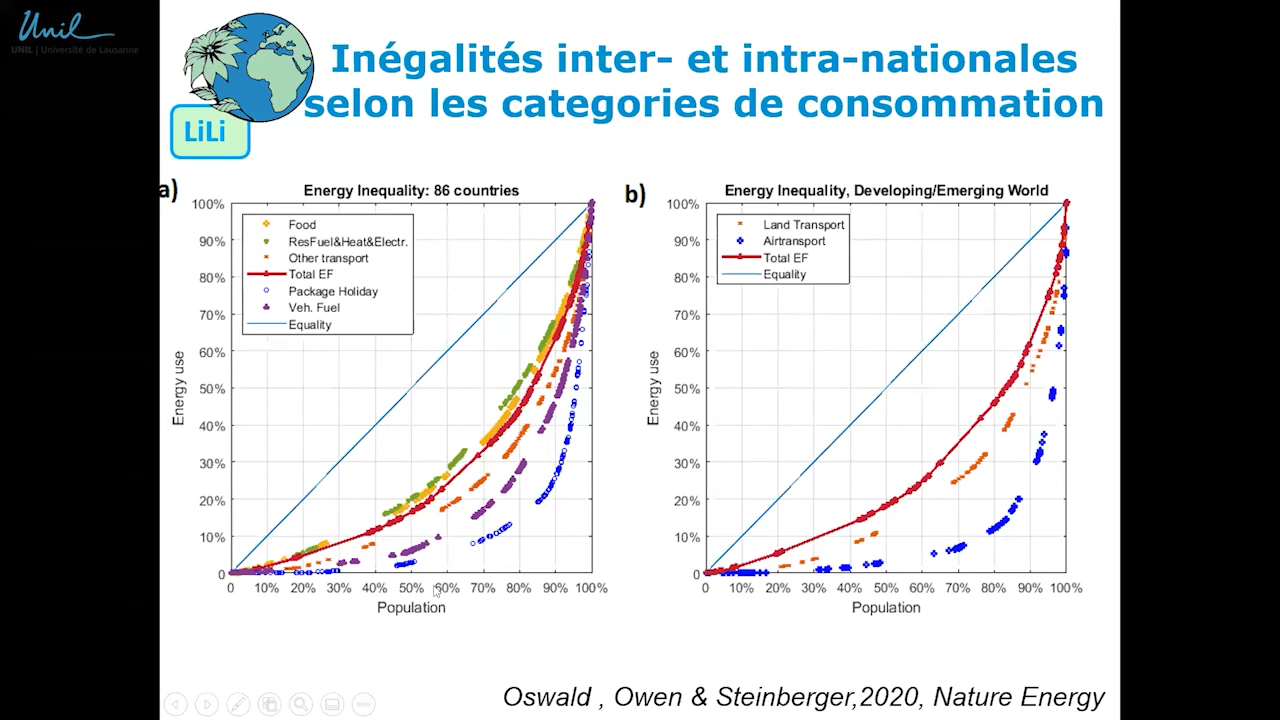 Unil
UNIL | Université de Lausanne
LiLi
Inégalités inter- et intra-nationales
selon les categories de consommation
a)
Energy Inequality: 86 countries
100%
90%
80%
70%
60%
50%
40%
30%
20%
10%
0
Energy use
Food
ResFuel&Heat&Electr.
Other transport
Total EF
Package Holiday
Veh. Fuel
Equality
0 10% 20% 30% 40% 50% 60% 70% 80% 90% 100%
Population
b)
Energy Inequality, Developing/Emerging World
100%
90%
80%
70%
60%
50%
40%
30%
20%
10%
0
Energy use
Land Transport
Airtransport
Total EF
Equality
0 10% 20% 30% 40% 50% 60% 70% 80% 90% 100%
Population
Oswald , Owen & Steinberger,2020, Nature Energy